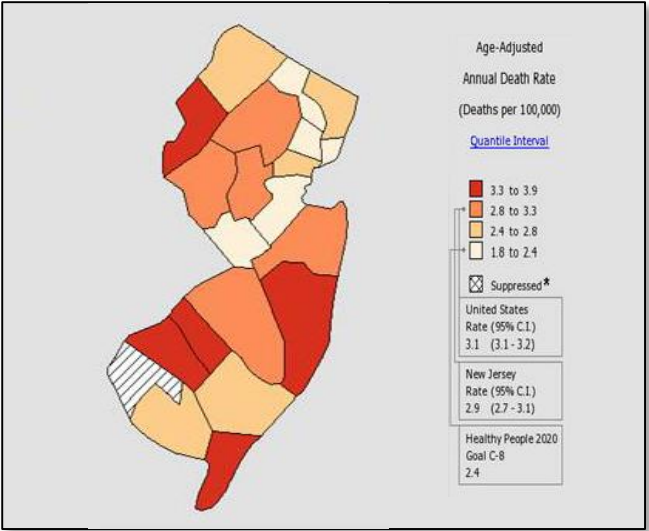 Age-Adjusted
Annual Death Rate
(Deaths per 100,000)
Quantile Interval
3.3 to 3.9
2.8 to 3.3
2.4 to 2.8
1.8 to 2.4
Suppressed*
United States
Rate (95% C.I.)
3.1 (3.1 - 3.2)
New Jersey
Rate (95% C.I.)
2.9 (2.7 - 3.1)
Healthy People 2020
Goal C-8
2.4